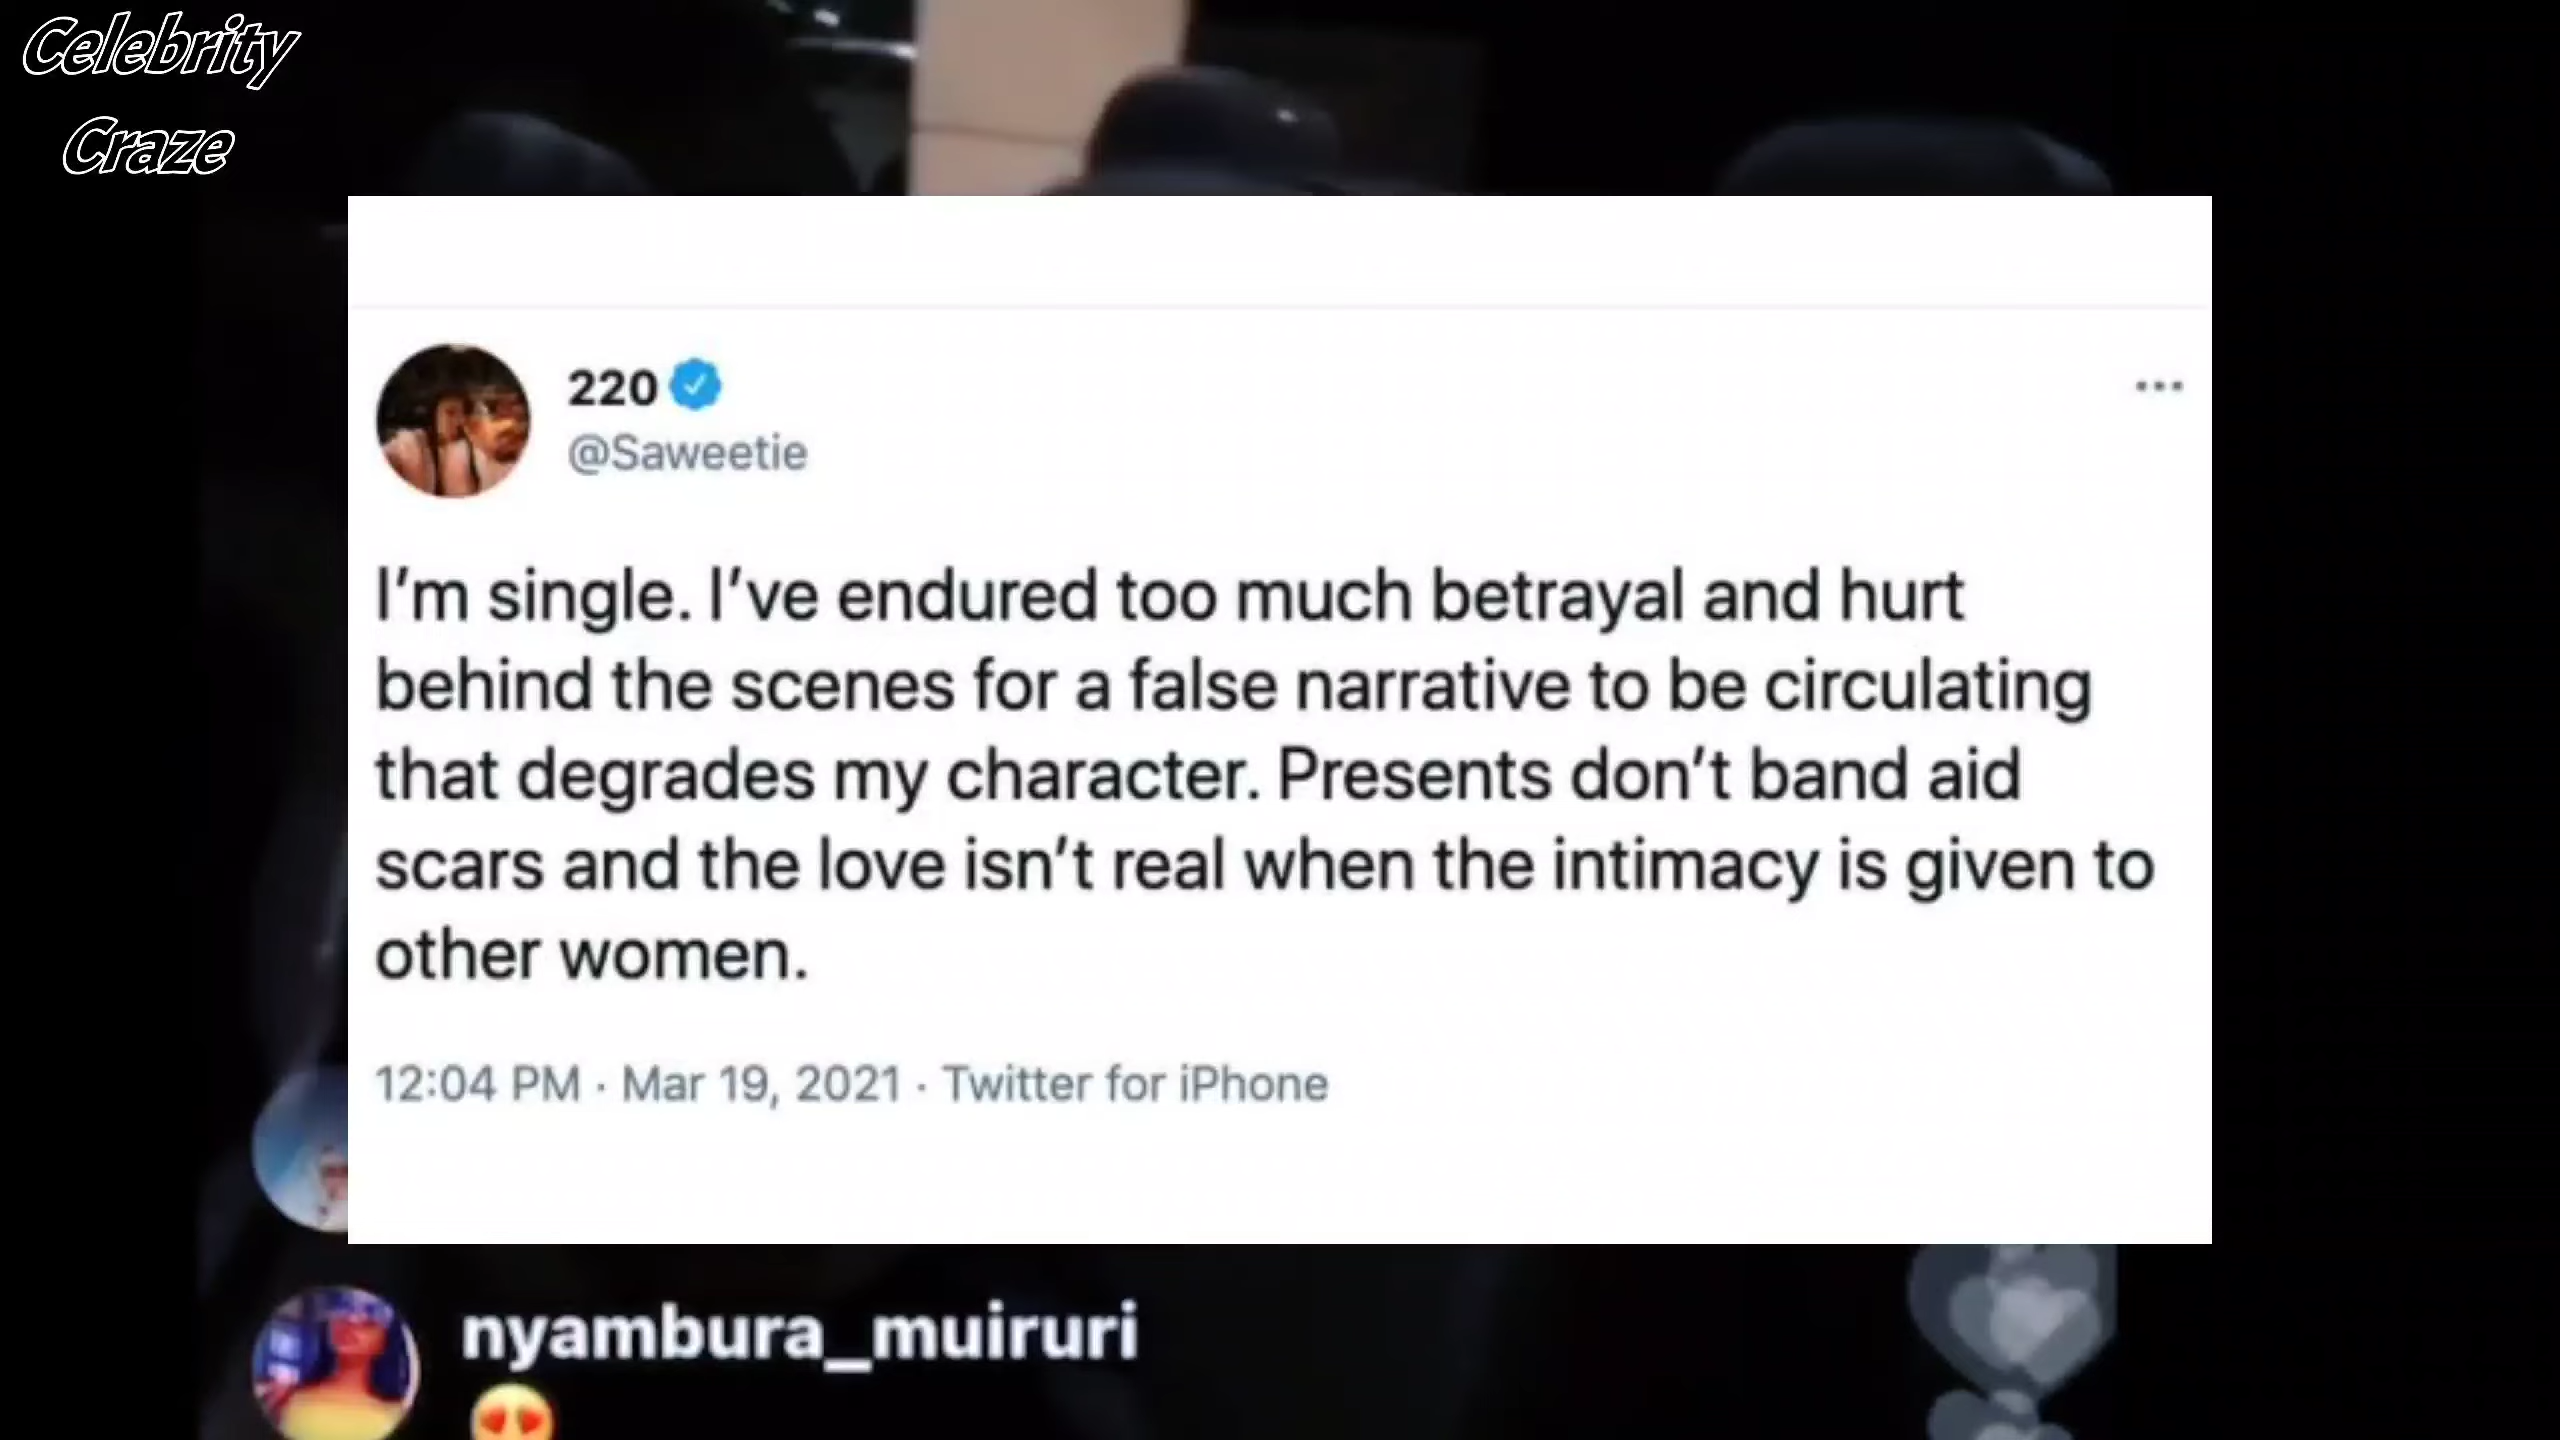 Celebrity
Craze
220
@Saweetie
I’m single. I’ve endured too much betrayal and hurt
behind the scenes for a false narrative to be circulating
that degrades my character. Presents don’t band aid
scars and the love isn’t real when the intimacy is given to
other women.
12:04 PM · Mar 19, 2021 · Twitter for iPhone
nyambura_muiruri
😍